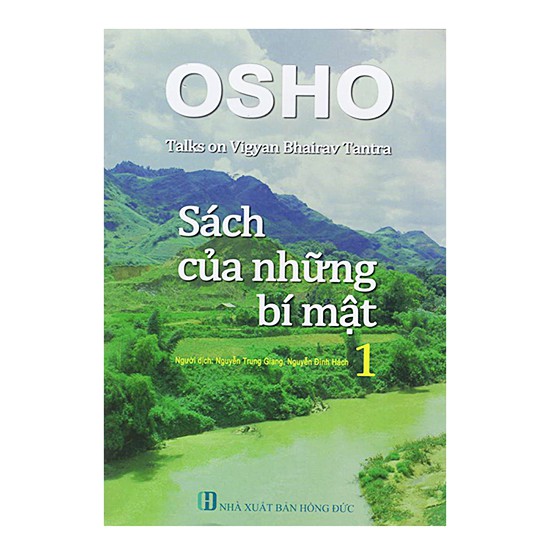 OSHO
Talks on Vigyan Bhairav Tantra
Sách
của những
bí mật
Người dịch: Nguyễn Trung Giang, Nguyễn Đình Hách 1
NHÀ XUẤT BẢN HỒNG ĐỨC